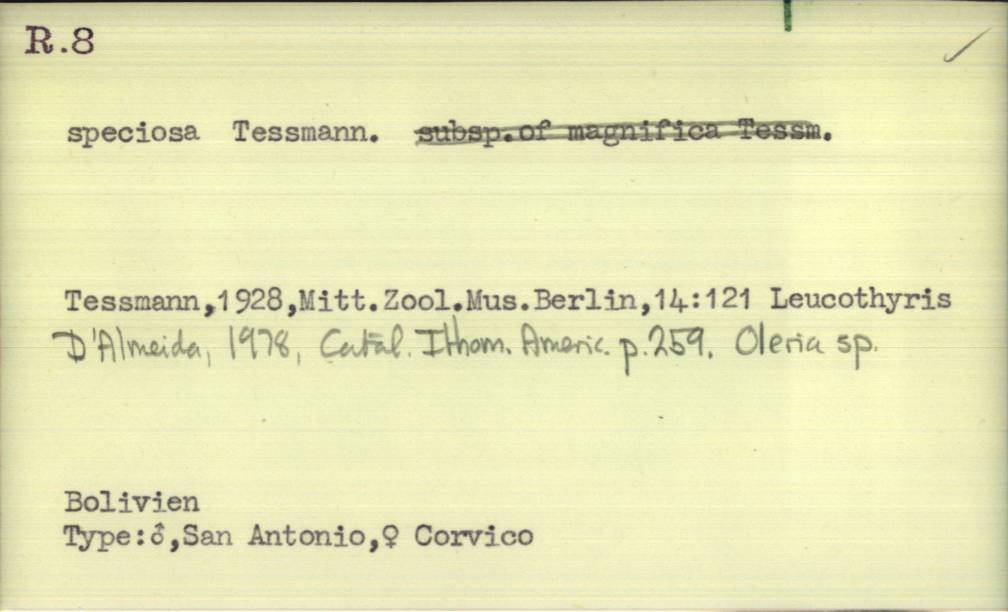 R.8
speciosa Tessmann. subsp.of magnifica Tessm.
Tessmann,1928,Mitt.Zool.Mus.Berlin,14:121 Leucothyris
D'Almeida, 1978, Catál. Ithom. Americ. p.259. Oleria sp.
Bolivien
Type:♂,San Antonio,♀ Corvico